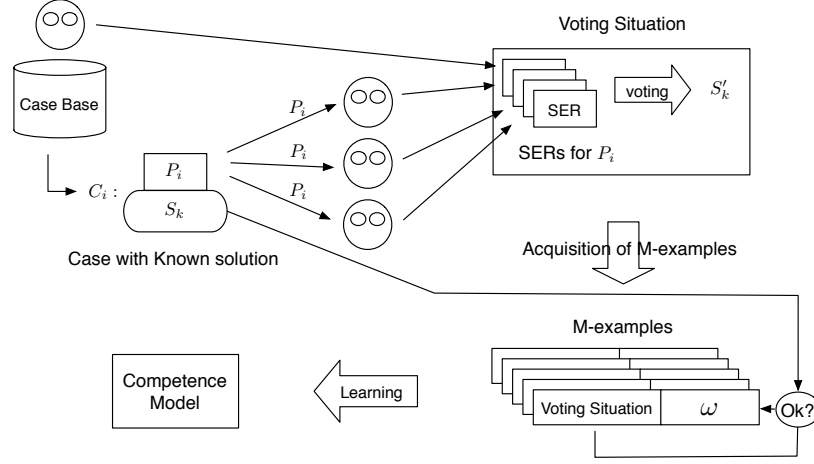 Voting Situation
Case Base
SER
voting
$S'_k$
SERs for $P_i$
$P_i$
$P_i$
$P_i$
$C_i:$
$P_i$
$S_k$
Case with Known solution
Acquisition of M-examples
M-examples
Competence
Model
Learning
Voting Situation
ω
Ok?